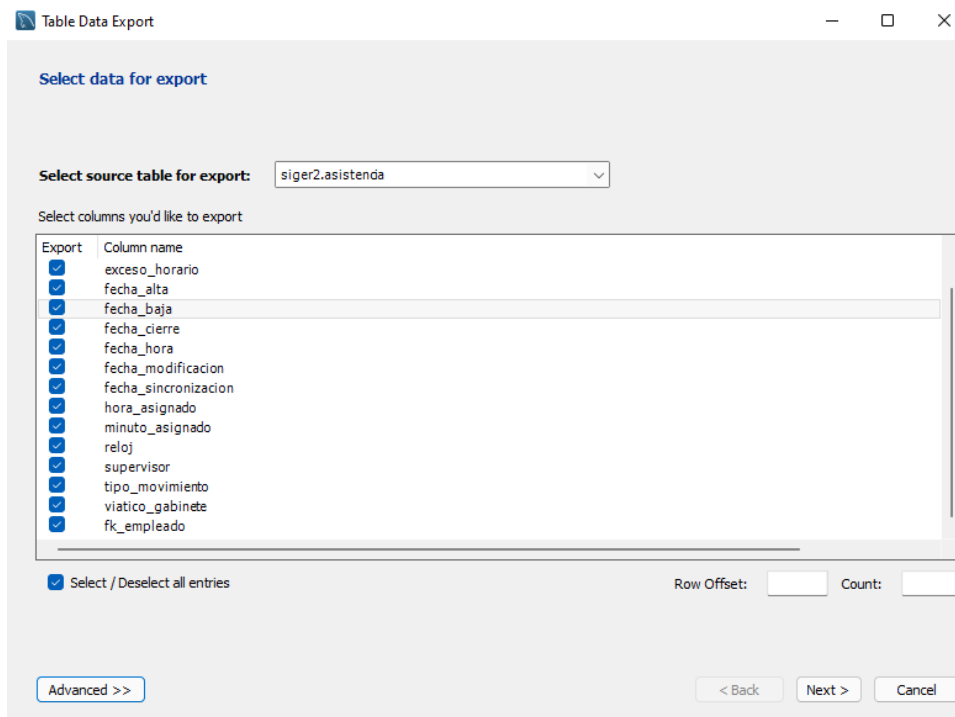 Table Data Export
Select data for export
Select source table for export: siger2.asistencia
Select columns you'd like to export
Export Column name
exceso_horario
fecha_alta
fecha_baja
fecha_cierre
fecha_hora
fecha_modificacion
fecha_sincronizacion
hora_asignado
minuto_asignado
reloj
supervisor
tipo_movimiento
viatico_gabinete
fk_empleado
Select / Deselect all entries Row Offset: Count:
Advanced >> < Back Next > Cancel